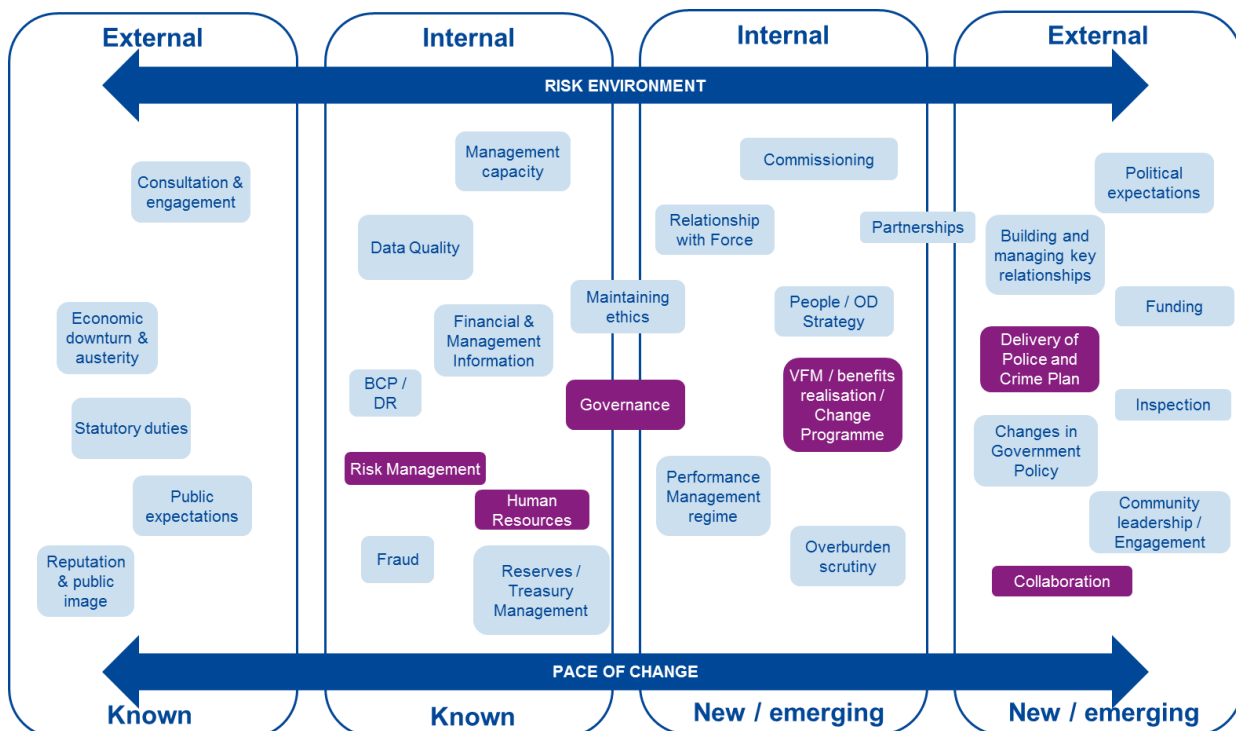 External
Internal
Internal
External
RISK ENVIRONMENT
Consultation &
engagement
Economic
downturn &
austerity
Statutory duties
Public
expectations
Reputation
& public
image
Management
capacity
Data Quality
Financial &
Management
Information
BCP /
DR
Risk Management
Human
Resources
Fraud
Reserves /
Treasury
Management
Maintaining
ethics
Governance
Commissioning
Relationship
with Force
Partnerships
People / OD
Strategy
VFM / benefits
realisation /
Change
Programme
Performance
Management
regime
Overburden
scrutiny
Political
expectations
Building and
managing key
relationships
Funding
Delivery of
Police and
Crime Plan
Inspection
Changes in
Government
Policy
Community
leadership /
Engagement
Collaboration
PACE OF CHANGE
Known
Known
New / emerging
New / emerging